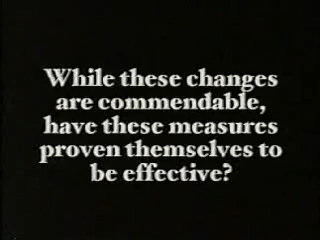 While these changes
are commendable,
have these measures
proven themselves to
be effective?